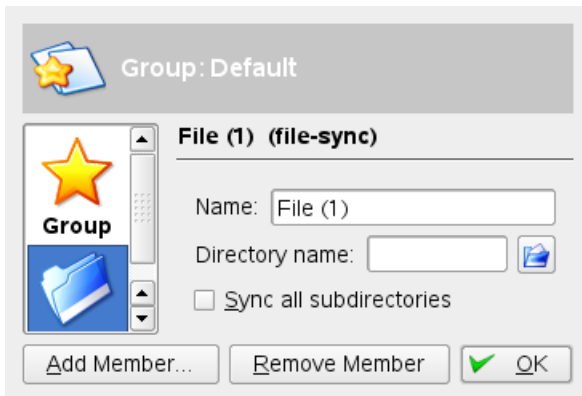 Group: Default
File (1) (file-sync)
Group
Name: File (1)
Directory name:
Sync all subdirectories
Add Member... Remove Member OK